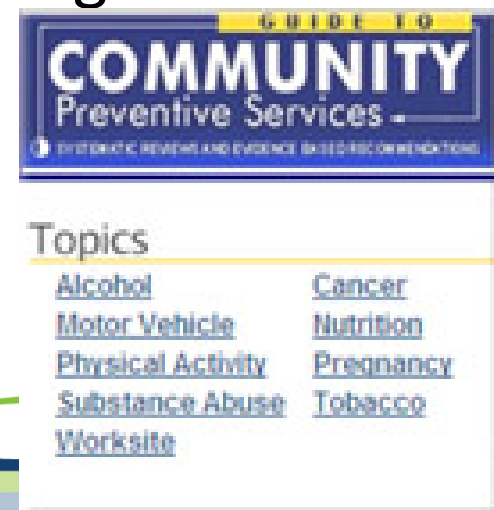 GUIDE TO
COMMUNITY
Preventive Services
SYSTEMATIC REVIEWS AND EVIDENCE BASED RECOMMENDATIONS
Topics
Alcohol Cancer
Motor Vehicle Nutrition
Physical Activity Pregnancy
Substance Abuse Tobacco
Worksite